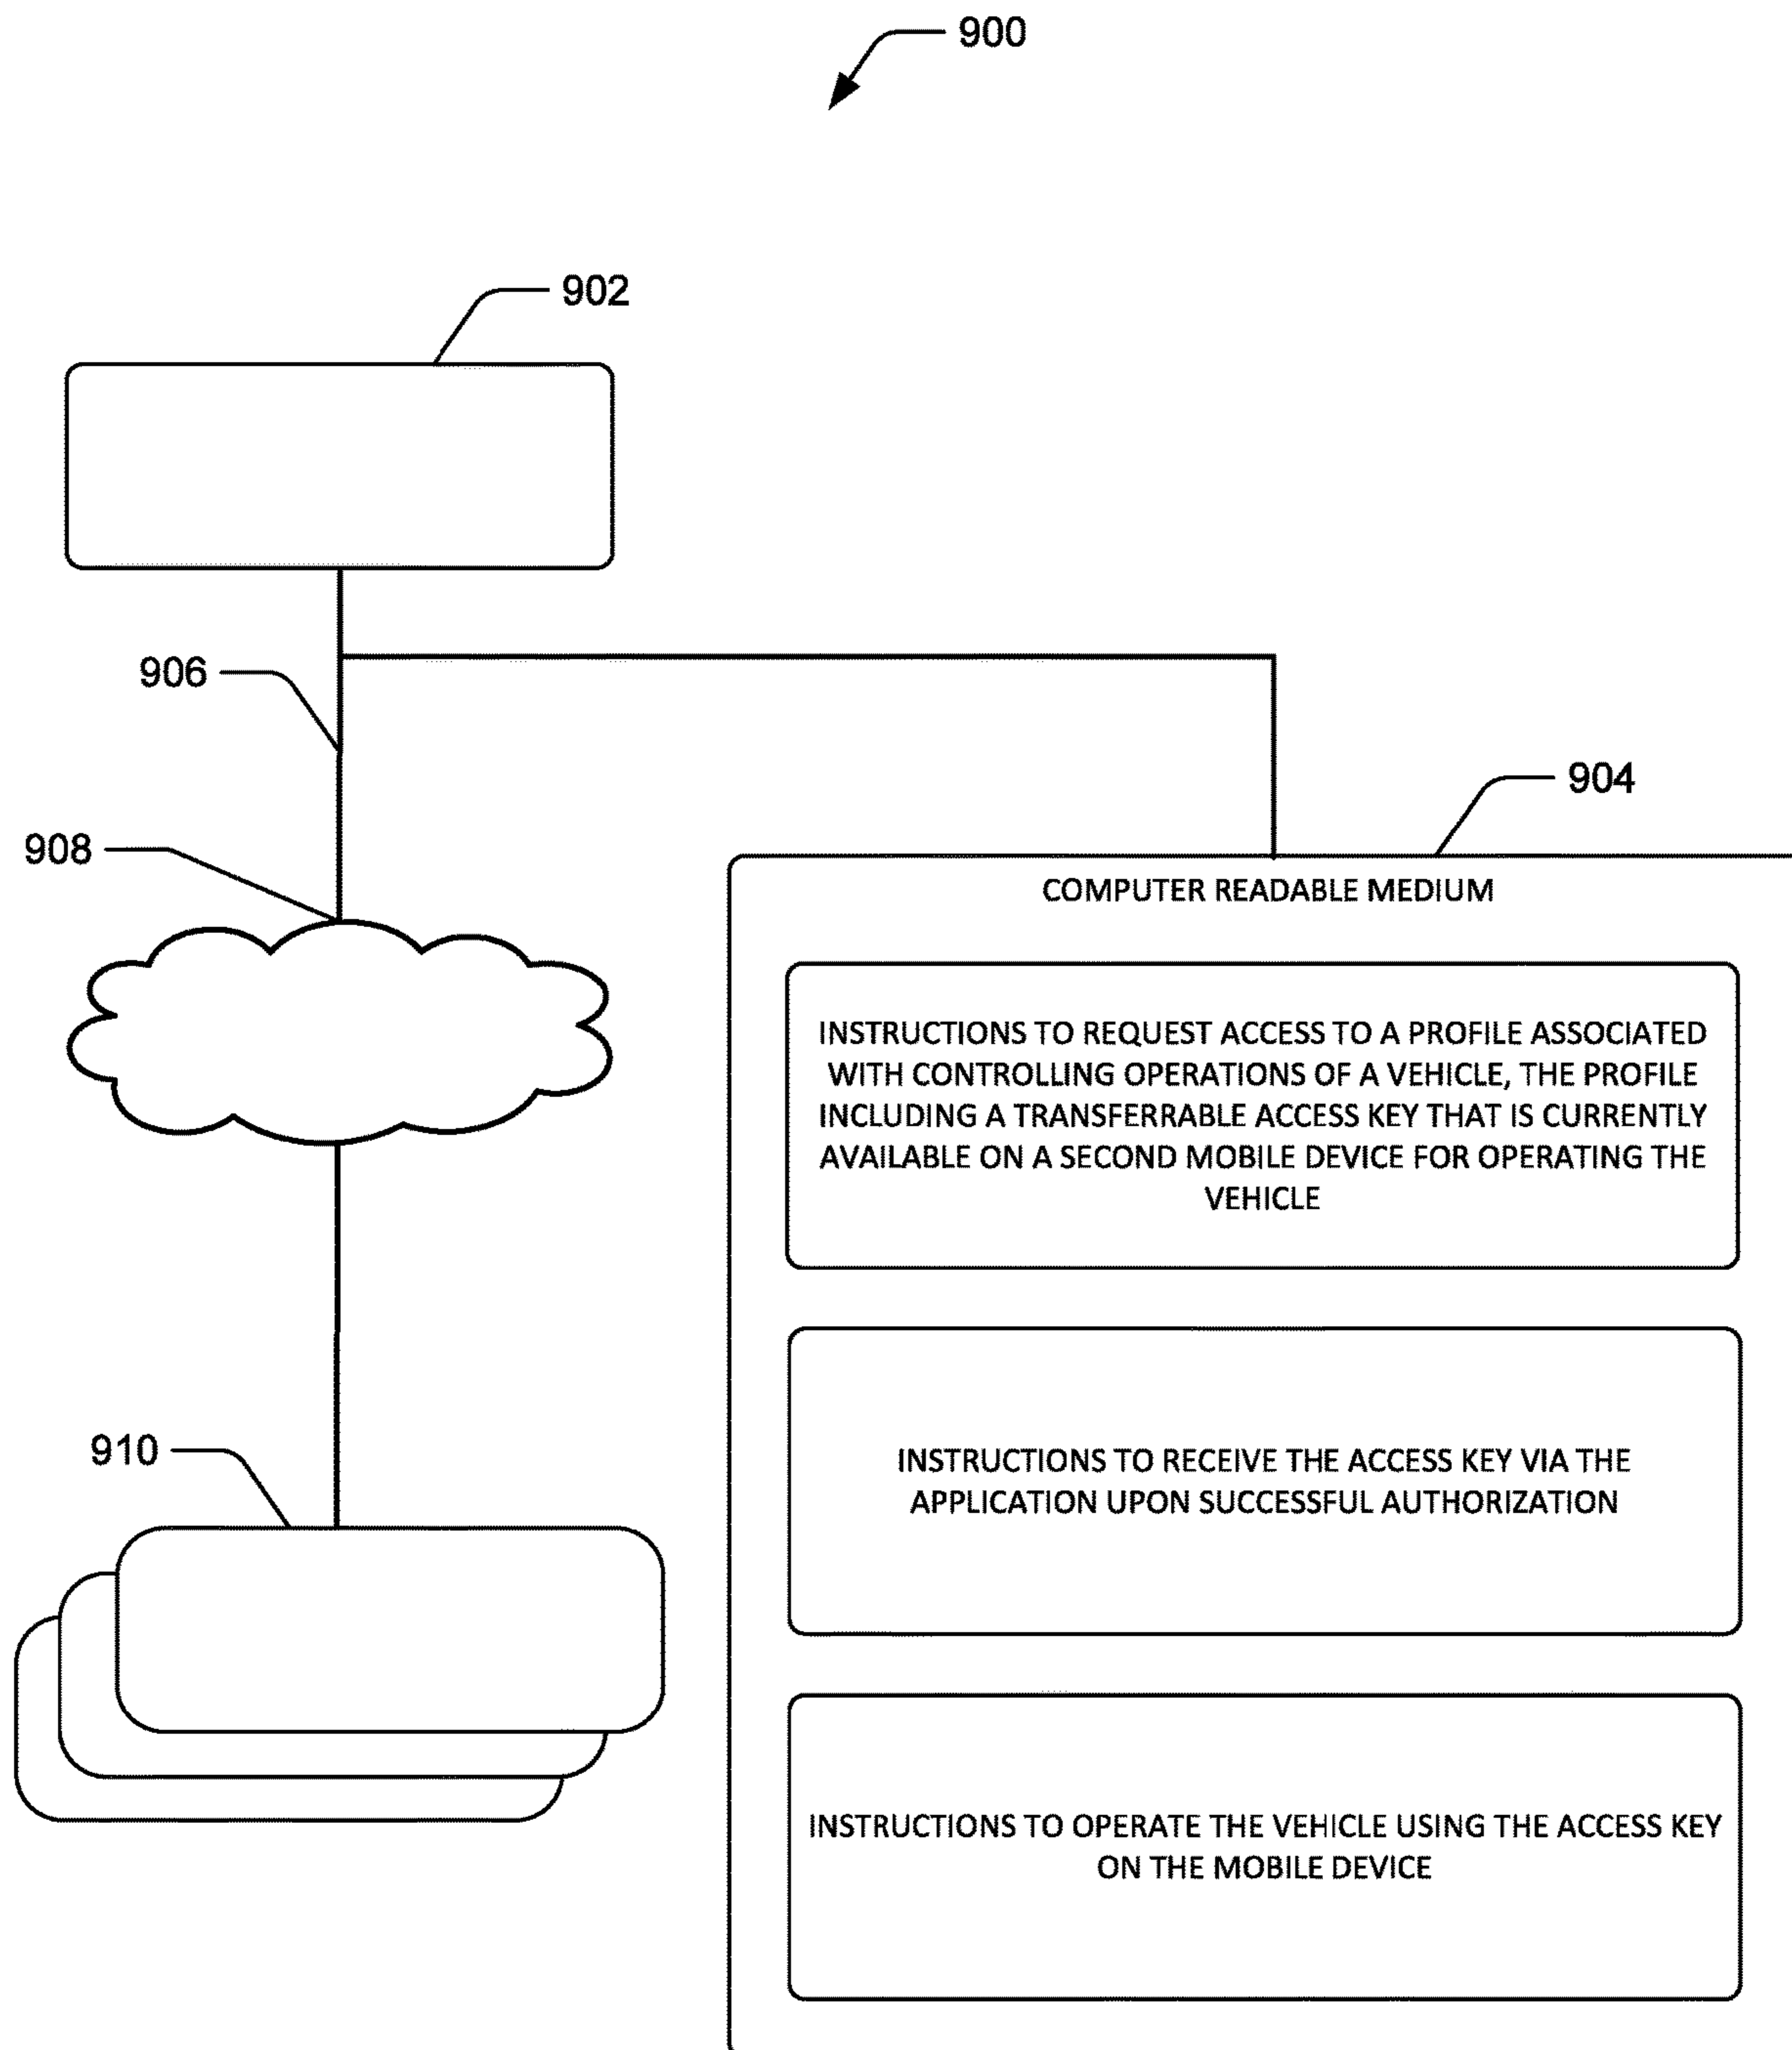 900
902
906
904
908
COMPUTER READABLE MEDIUM
INSTRUCTIONS TO REQUEST ACCESS TO A PROFILE ASSOCIATED
WITH CONTROLLING OPERATIONS OF A VEHICLE, THE PROFILE
INCLUDING A TRANSFERRABLE ACCESS KEY THAT IS CURRENTLY
AVAILABLE ON A SECOND MOBILE DEVICE FOR OPERATING THE
VEHICLE
910
INSTRUCTIONS TO RECEIVE THE ACCESS KEY VIA THE
APPLICATION UPON SUCCESSFUL AUTHORIZATION
INSTRUCTIONS TO OPERATE THE VEHICLE USING THE ACCESS KEY
ON THE MOBILE DEVICE